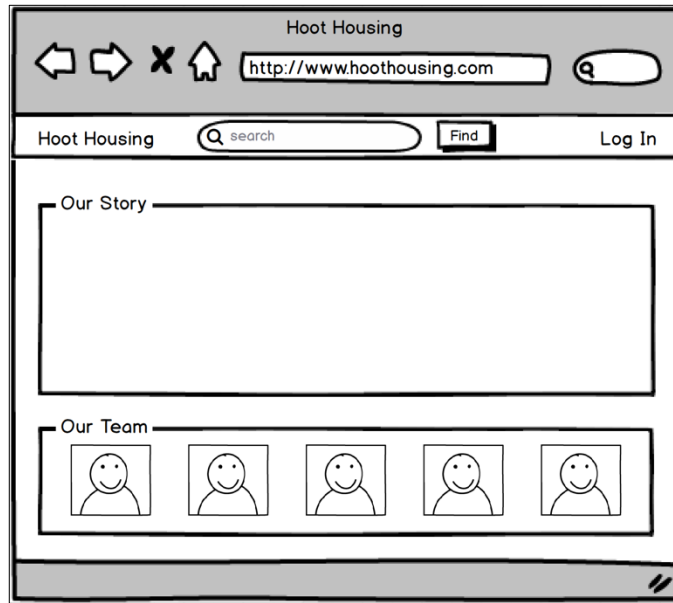 Hoot Housing
http://www.hoothousing.com
Hoot Housing search Find Log In
Our Story
Our Team